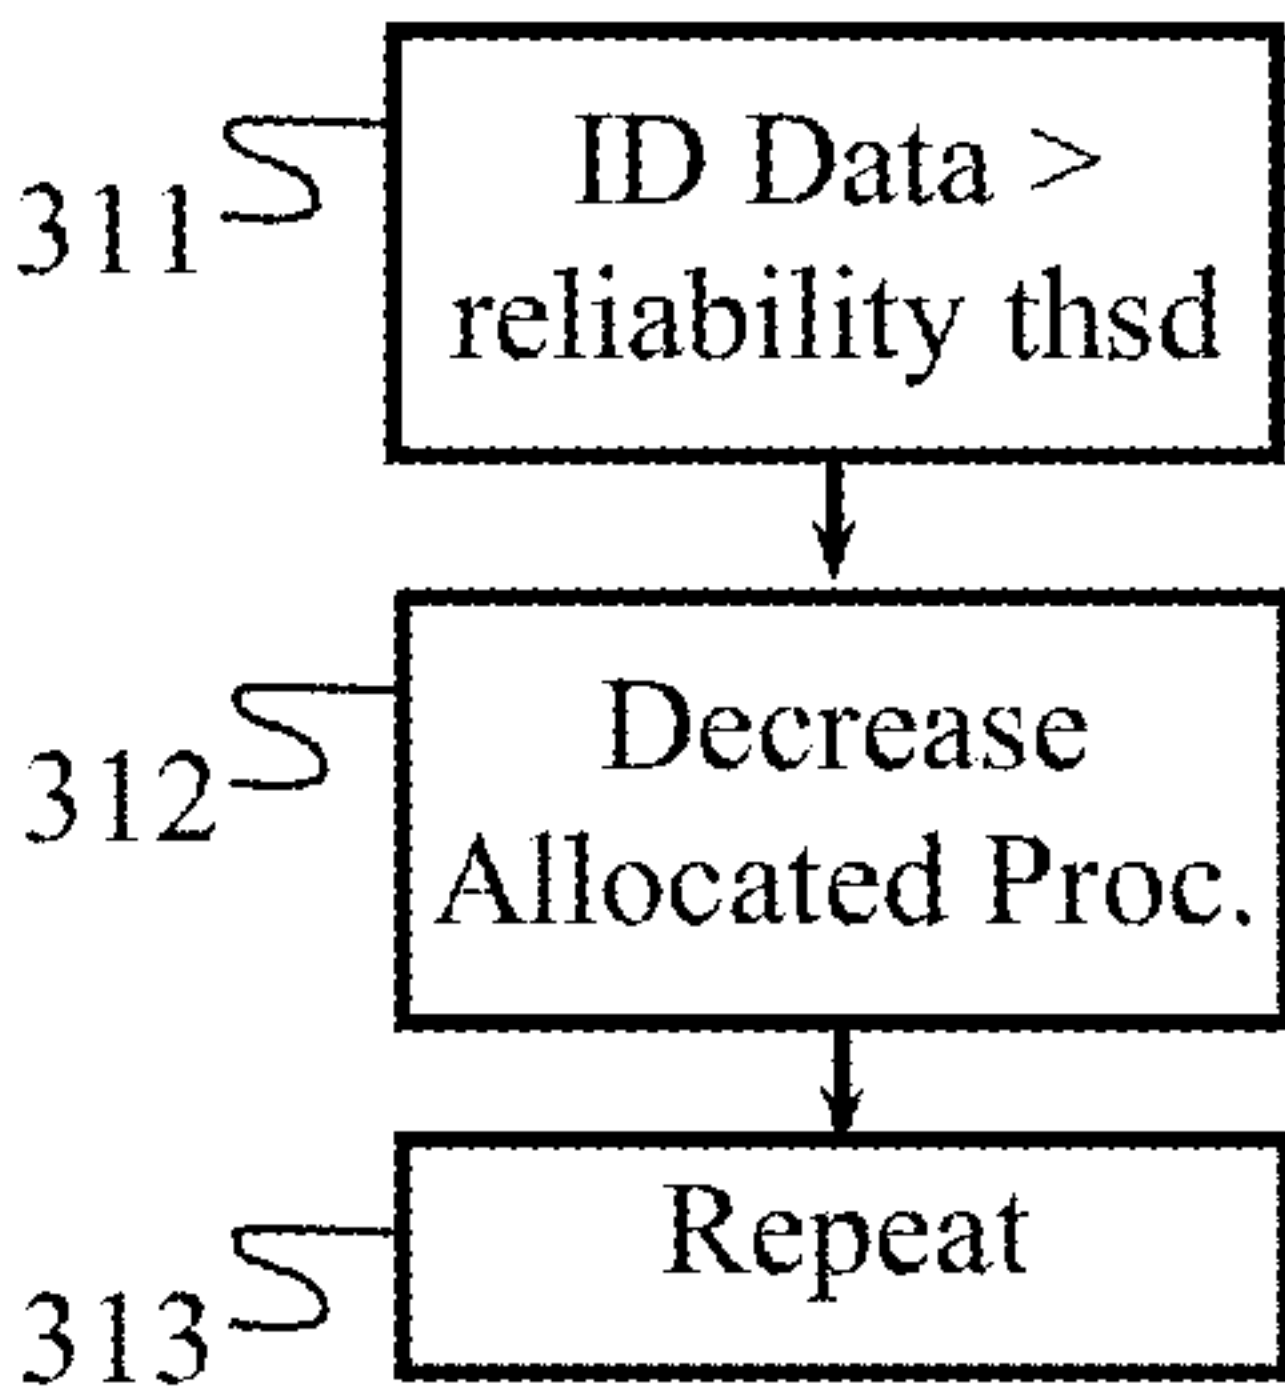 311
ID Data >
reliability thsd
312
Decrease
Allocated Proc.
313
Repeat